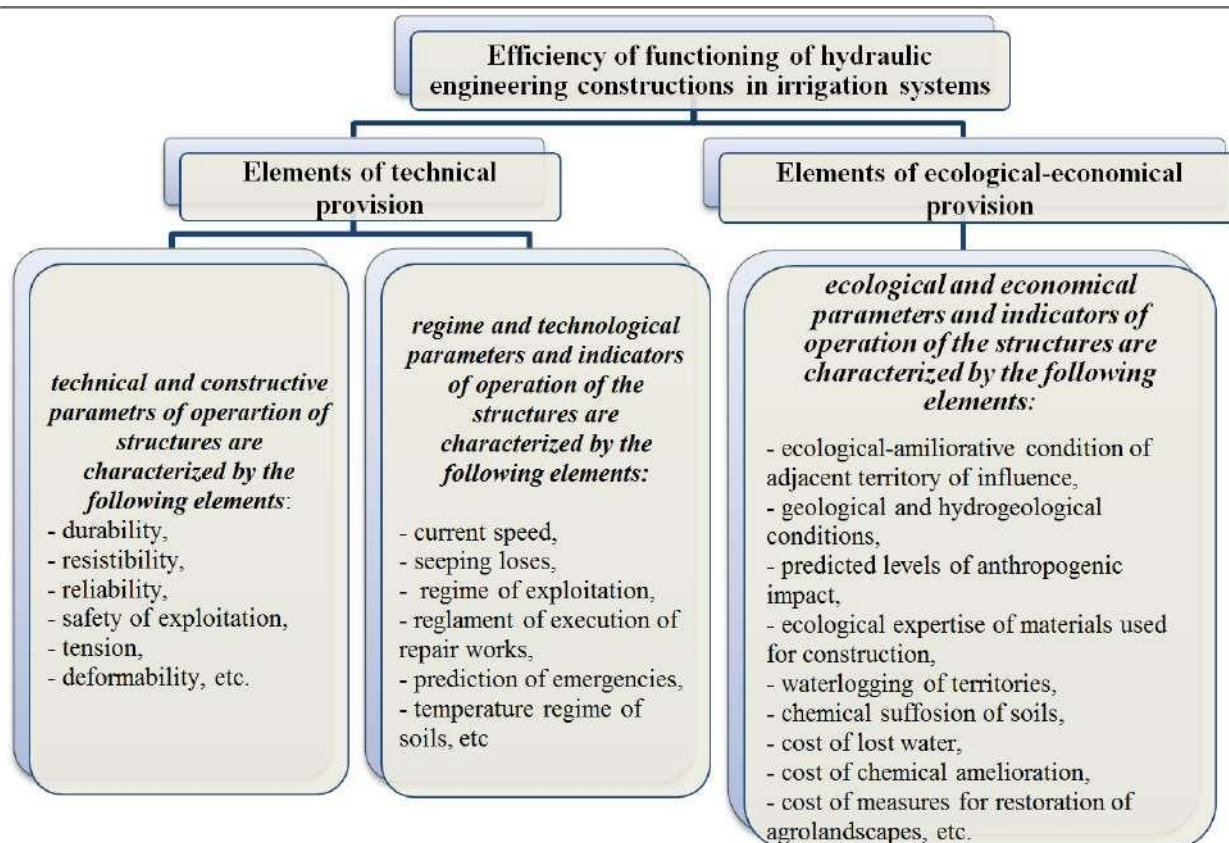 Efficiency of functioning of hydraulic
engineering constructions in irrigation systems
Elements of technical
provision
Elements of ecological-economical
provision
technical and constructive
parametrs of operartion of
structures are
characterized by the
following elements:
- durability,
- resistibility,
- reliability,
- safety of exploitation,
- tension,
- deformability, etc.
regime and technological
parameters and indicators
of operation of the
structures are
characterized by the
following elements:
- current speed,
- seeping loses,
- regime of exploitation,
- reglament of execution of
repair works,
- prediction of emergencies,
- temperature regime of
soils, etc
ecological and economical
parameters and indicators of
operation of the structures are
characterized by the following
elements:
- ecological-amiliorative condition of
adjacent territory of influence,
- geological and hydrogeological
conditions,
- predicted levels of anthropogenic
impact,
- ecological expertise of materials used
for construction,
- waterlogging of territories,
- chemical suffosion of soils,
- cost of lost water,
- cost of chemical amelioration,
- cost of measures for restoration of
agrolandscapes, etc.